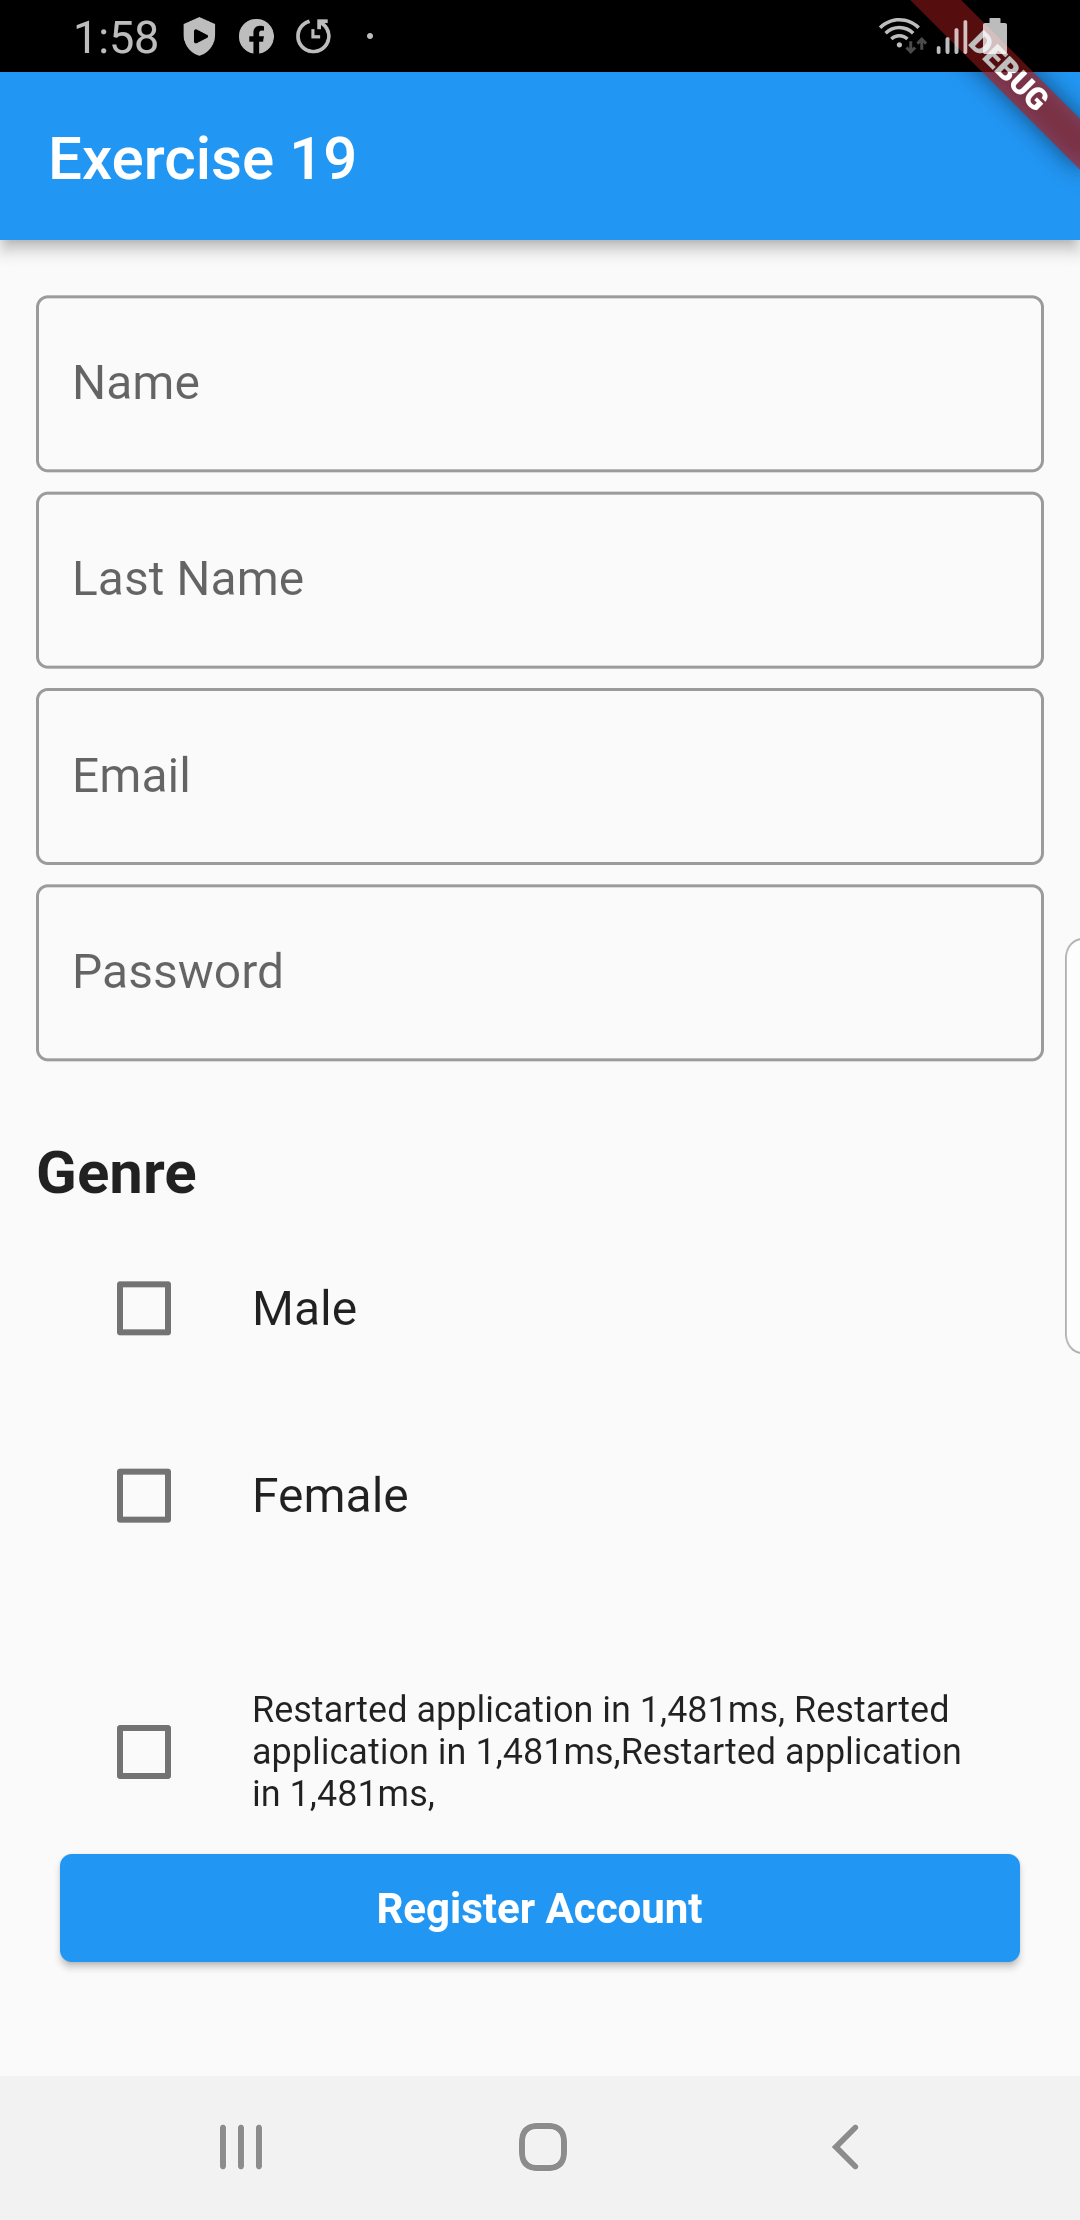 1:58
DEBUG
Exercise 19
Name
Last Name
Email
Password
Genre
Male
Female
Restarted application in 1,481ms, Restarted
application in 1,481ms,Restarted application
in 1,481ms,
Register Account